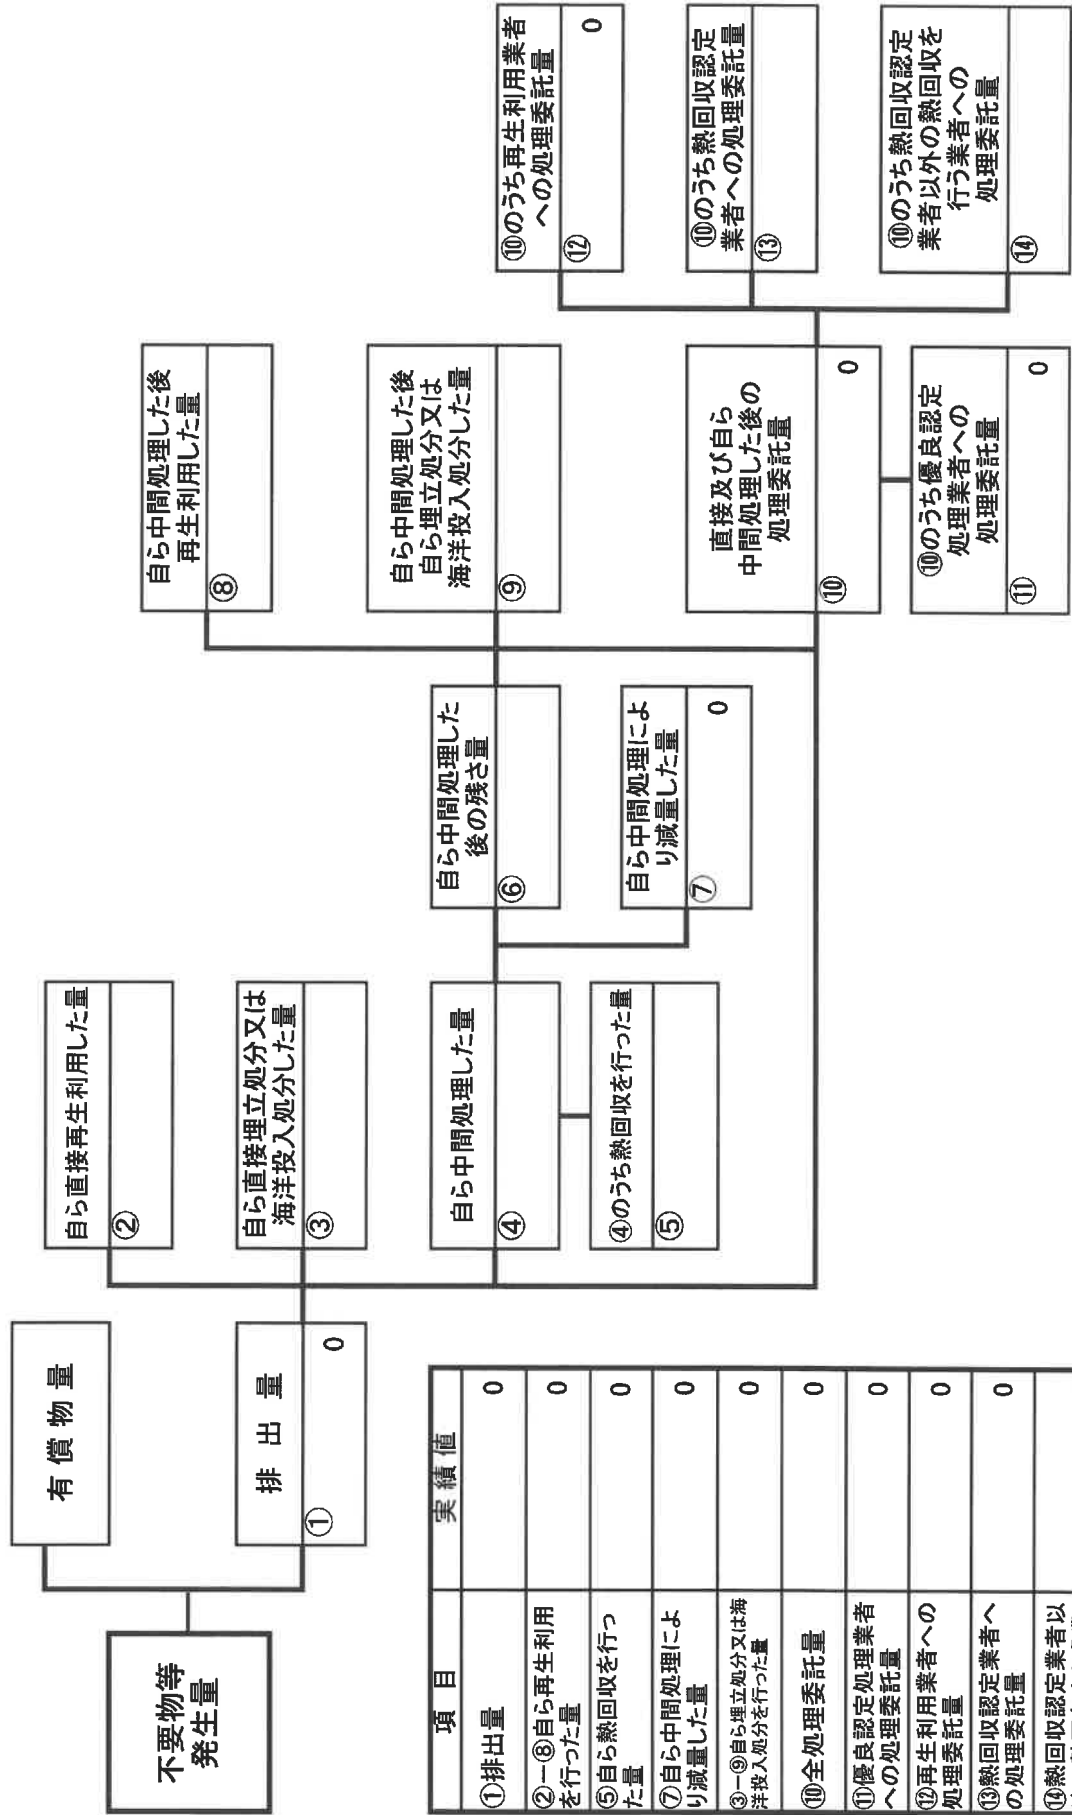 不要物等
発生量
有 償 物 量
排 出 量
①
0
自ら直接再生利用した量
②
自ら直接埋立処分又は
海洋投入処分した量
③
自ら中間処理した量
④
④のうち熱回収を行った量
⑤
自ら中間処理した
後の残さ量
⑥
自ら中間処理によ
り減量した量
⑦
0
自ら中間処理した後
再生利用した量
⑧
自ら中間処理した後
自ら埋立処分又は
海洋投入処分した量
⑨
直接及び自ら
中間処理した後の
処理委託量
⑩
0
⑩のうち優良認定
処理業者への
処理委託量
⑪
0
⑩のうち再生利用業者
への処理委託量
⑫
0
⑩のうち熱回収認定
業者への処理委託量
⑬
⑩のうち熱回収認定
業者以外の熱回収を
行う業者への
処理委託量
⑭
項 目 実 績 値
①排出量 0
②ー⑧自ら再生利用
を行った量 0
⑤自ら熱回収を行っ
た量 0
⑦自ら中間処理によ
り減量した量 0
③ー⑨自ら埋立処分又は海
洋投入処分を行った量 0
⑩全処理委託量 0
⑪優良認定処理業者
への処理委託量 0
⑫再生利用業者への
処理委託量 0
⑬熱回収認定業者へ
の処理委託量 0
⑭熱回収認定業者以